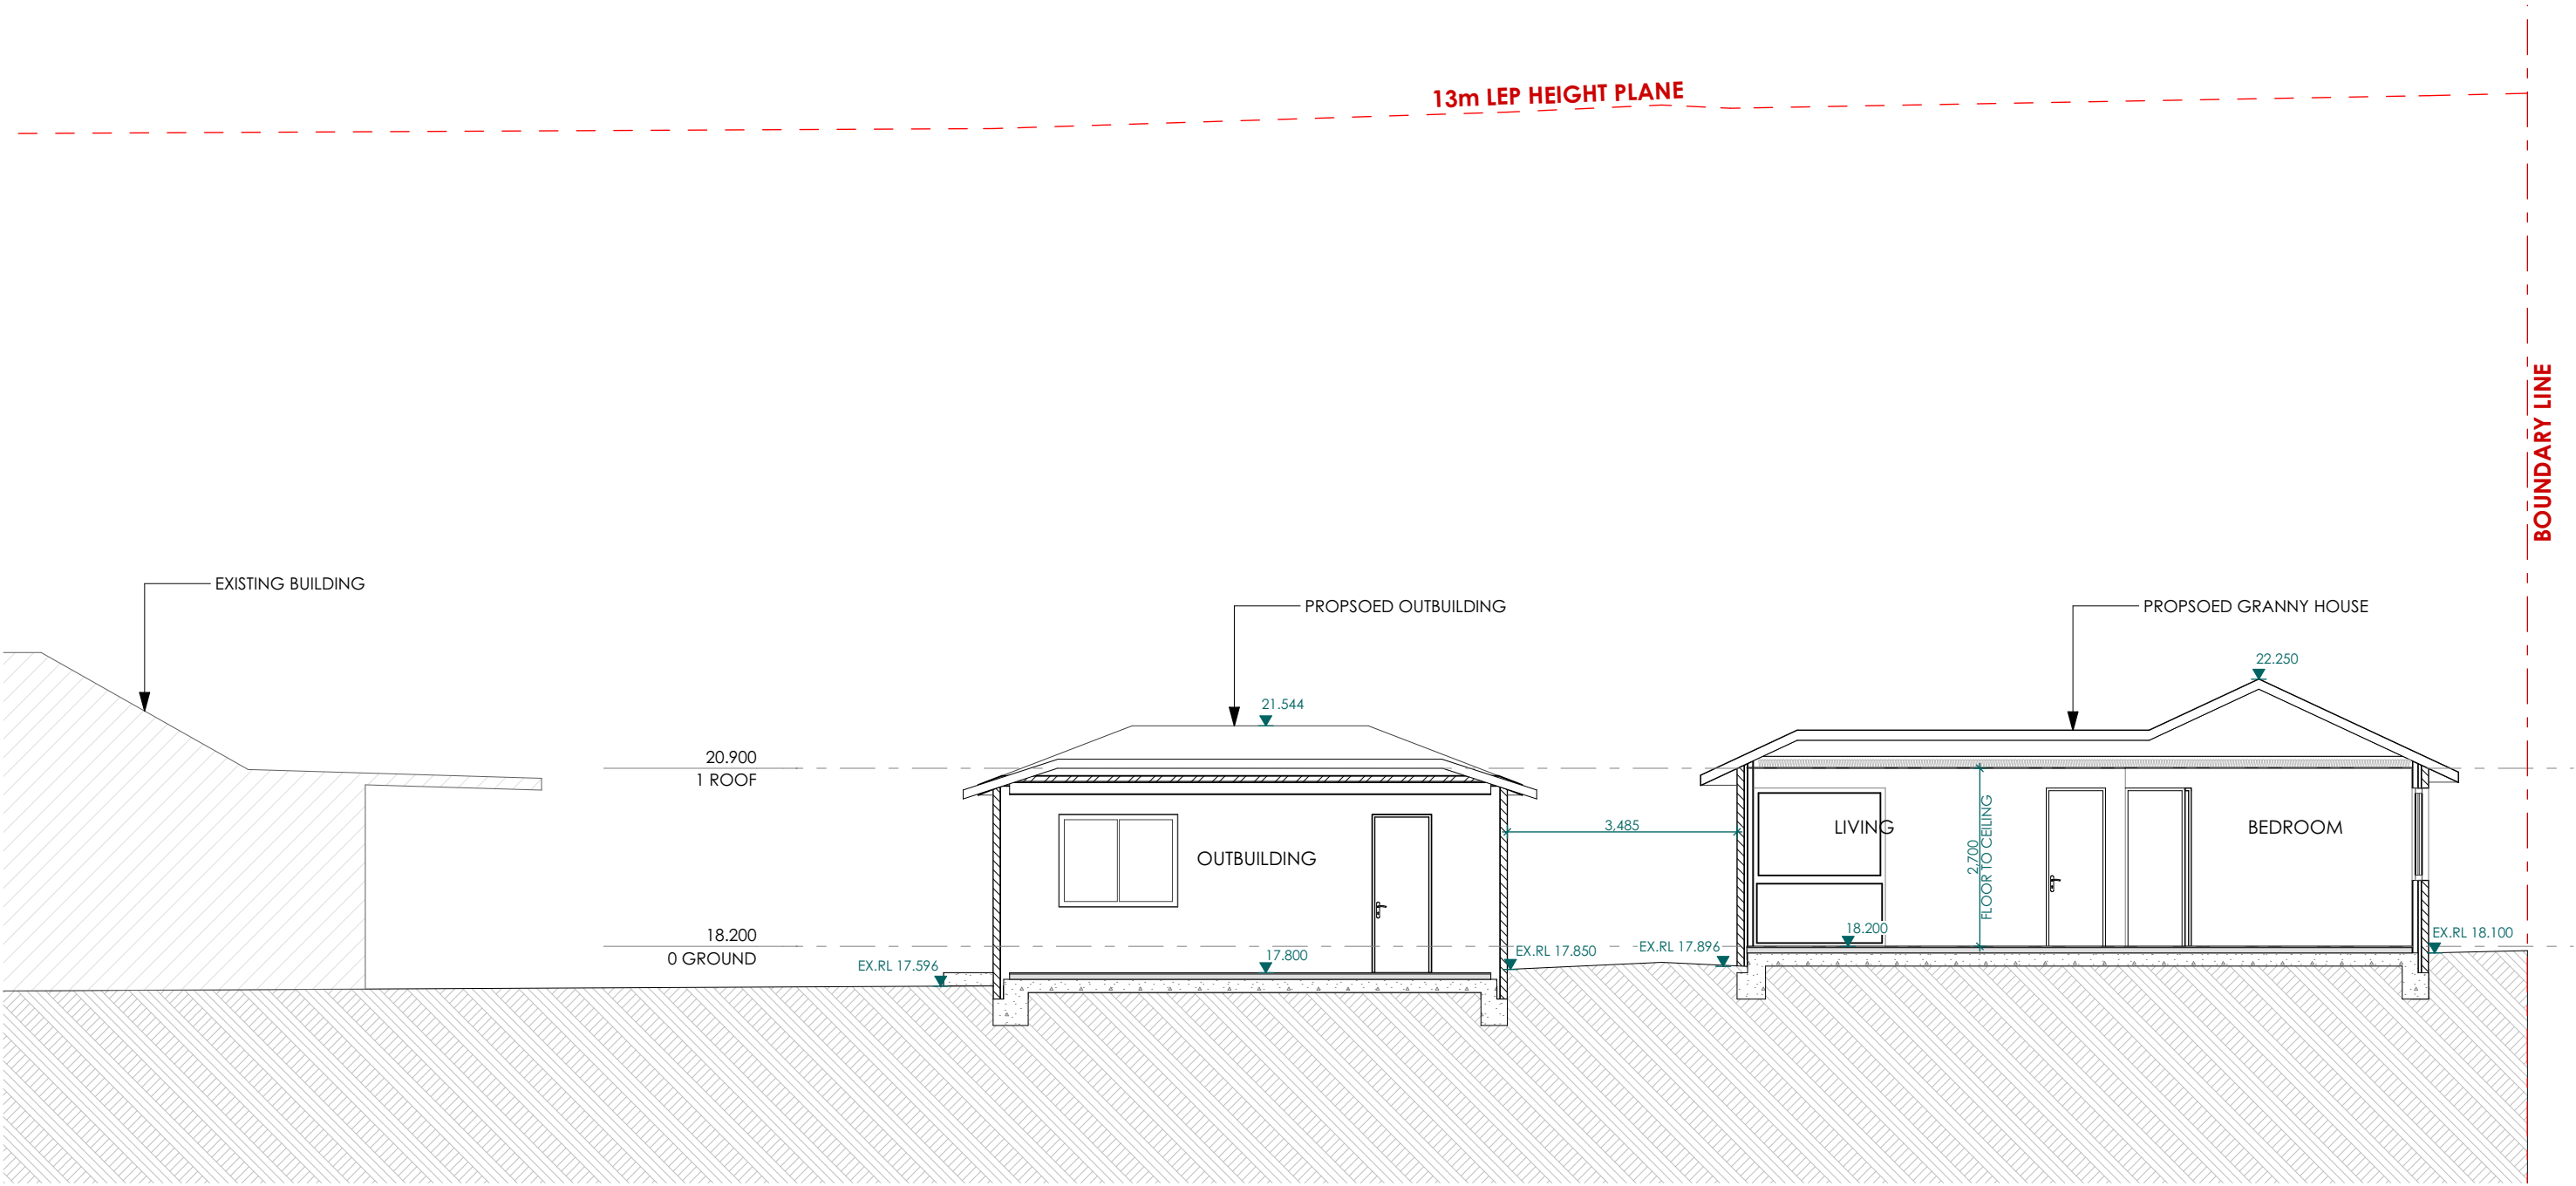 13m LEP HEIGHT PLANE
BOUNDARY LINE
EXISTING BUILDING
PROPSOED OUTBUILDING
PROPSOED GRANNY HOUSE
22.250
21.544
20.900
1 ROOF
3,485
LIVING
BEDROOM
OUTBUILDING
2,700
FLOOR TO CEILING
18.200
0 GROUND
18.200
EX.RL 18.100
EX.RL 17.596
17.800
EX.RL 17.850
EX.RL 17.896